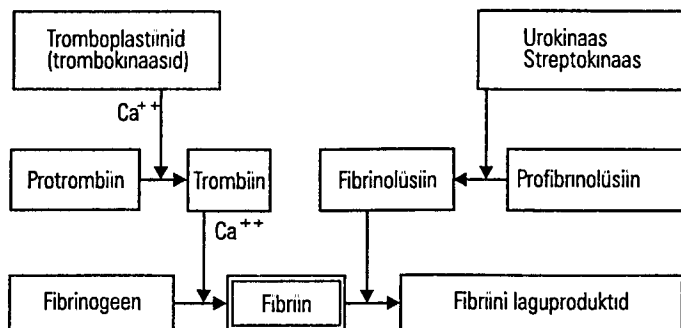 Tromboplastiinid
(trombokinaasid)
Urokinaas
Streptokinaas
Ca++
Protrombiin
Trombiin
Fibrinolüsiin
Profibrinolüsiin
Ca++
Fibrinogeen
Fibriin
Fibriini laguproduktid